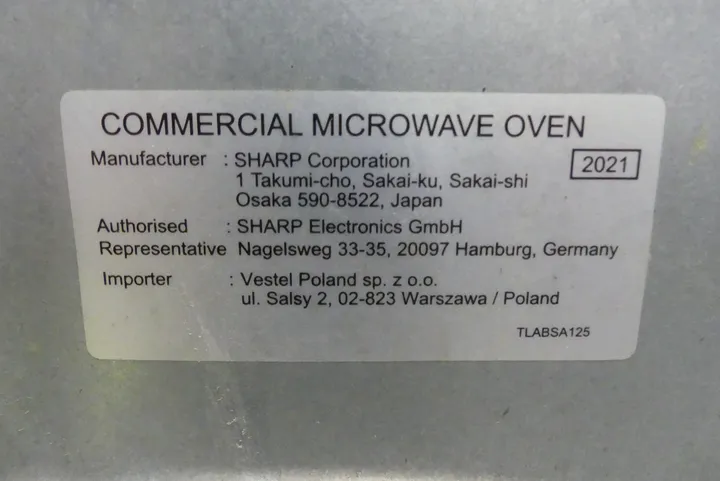 COMMERCIAL MICROWAVE OVEN
Manufacturer : SHARP Corporation 2021
1 Takumi-cho, Sakai-ku, Sakai-shi
Osaka 590-8522, Japan
Authorised : SHARP Electronics GmbH
Representative Nagelsweg 33-35, 20097 Hamburg, Germany
Importer : Vestel Poland sp. z o.o.
ul. Salsy 2, 02-823 Warszawa / Poland
TLABSA125